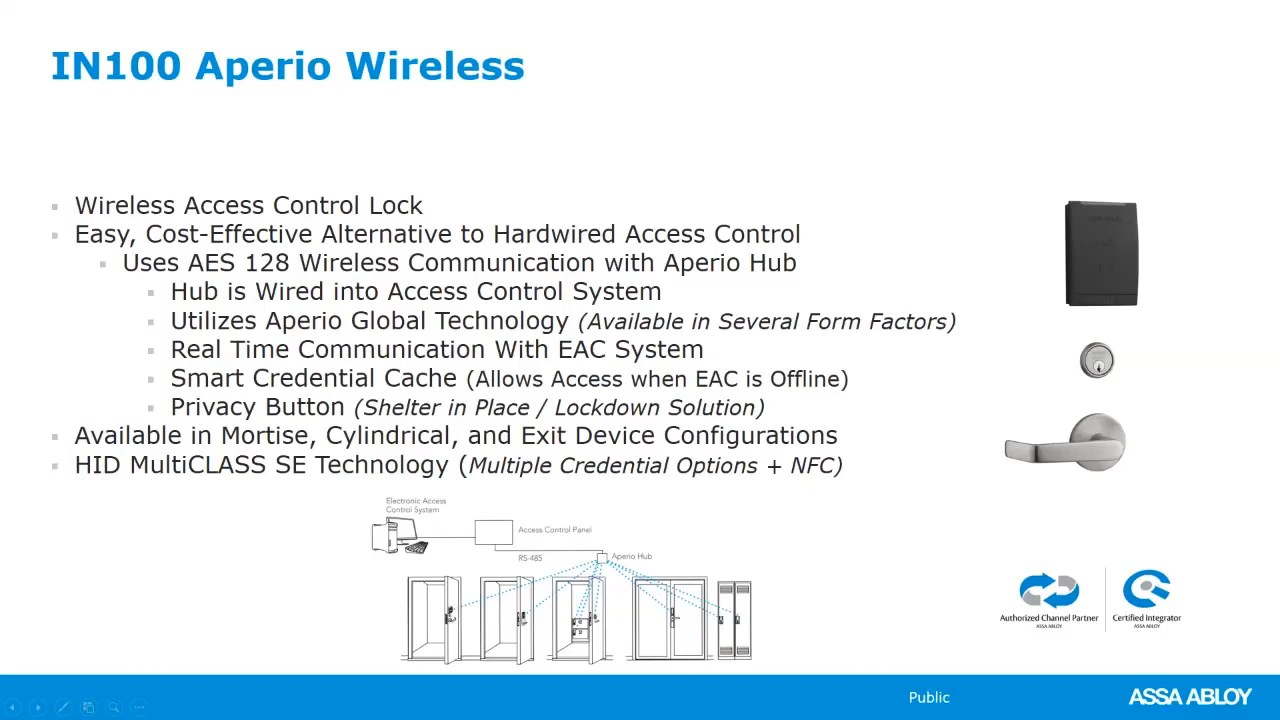 IN100 Aperio Wireless
Wireless Access Control Lock
Easy, Cost-Effective Alternative to Hardwired Access Control
Uses AES 128 Wireless Communication with Aperio Hub
Hub is Wired into Access Control System
Utilizes Aperio Global Technology (Available in Several Form Factors)
Real Time Communication With EAC System
Smart Credential Cache (Allows Access when EAC is Offline)
Privacy Button (Shelter in Place / Lockdown Solution)
Available in Mortise, Cylindrical, and Exit Device Configurations
HID MultiCLASS SE Technology (Multiple Credential Options + NFC)
Electronic Access
Control System
Access Control Panel
RS-485
Aperio Hub
Authorized Channel Partner
ASSA ABLOY
Certified Integrator
ASSA ABLOY
Public
ASSA ABLOY